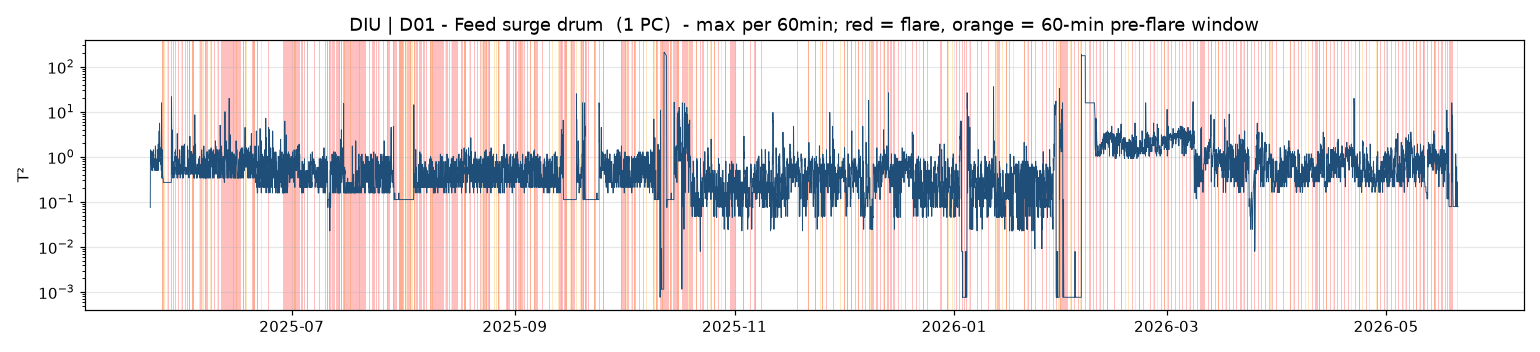 DIU | D01 - Feed surge drum  (1 PC)  - max per 60min; red = flare, orange = 60-min pre-flare window
T²
10²
10¹
10⁰
10⁻¹
10⁻²
10⁻³
2025-07 2025-09 2025-11 2026-01 2026-03 2026-05